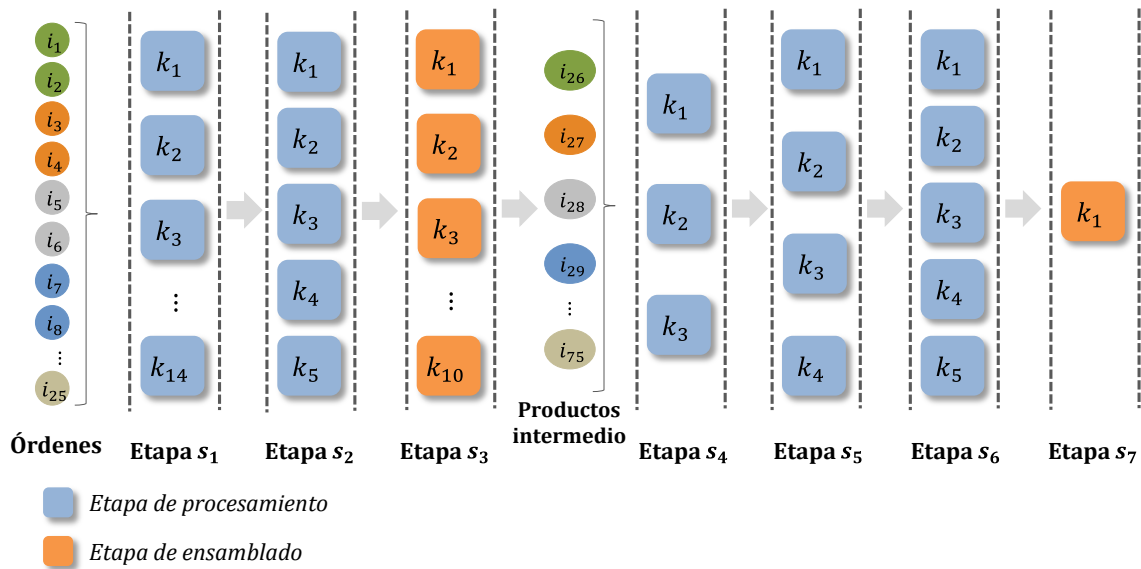 i₁
i₂
i₃
i₄
i₅
i₆
i₇
i₈
...
i₂₅
Órdenes
k₁
k₂
k₃
⋮
k₁₄
Etapa s₁
k₁
k₂
k₃
k₄
k₅
Etapa s₂
k₁
k₂
k₃
⋮
k₁₀
Etapa s₃
i₂₆
i₂₇
i₂₈
i₂₉
...
i₇₅
Productos
intermedio
k₁
k₂
k₃
Etapa s₄
k₁
k₂
k₃
k₄
Etapa s₅
k₁
k₂
k₃
k₄
k₅
Etapa s₆
k₁
Etapa s₇
Etapa de procesamiento
Etapa de ensamblado